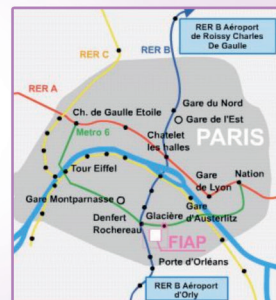 RER B Aéroport
de Roissy Charles
De Gaulle
RER C
RER B
RER A
Ch. de Gaulle Etoile
Gare du Nord
Gare de l'Est
Metro 6
PARIS
Chatelet
les halles
Tour Eiffel
Gare
de Lyon
Nation
Gare Montparnasse
Gare
d'Austerlitz
Denfert
Rochereau
Glacière
FIAP
Porte d'Orléans
RER B Aéroport
d'Orly